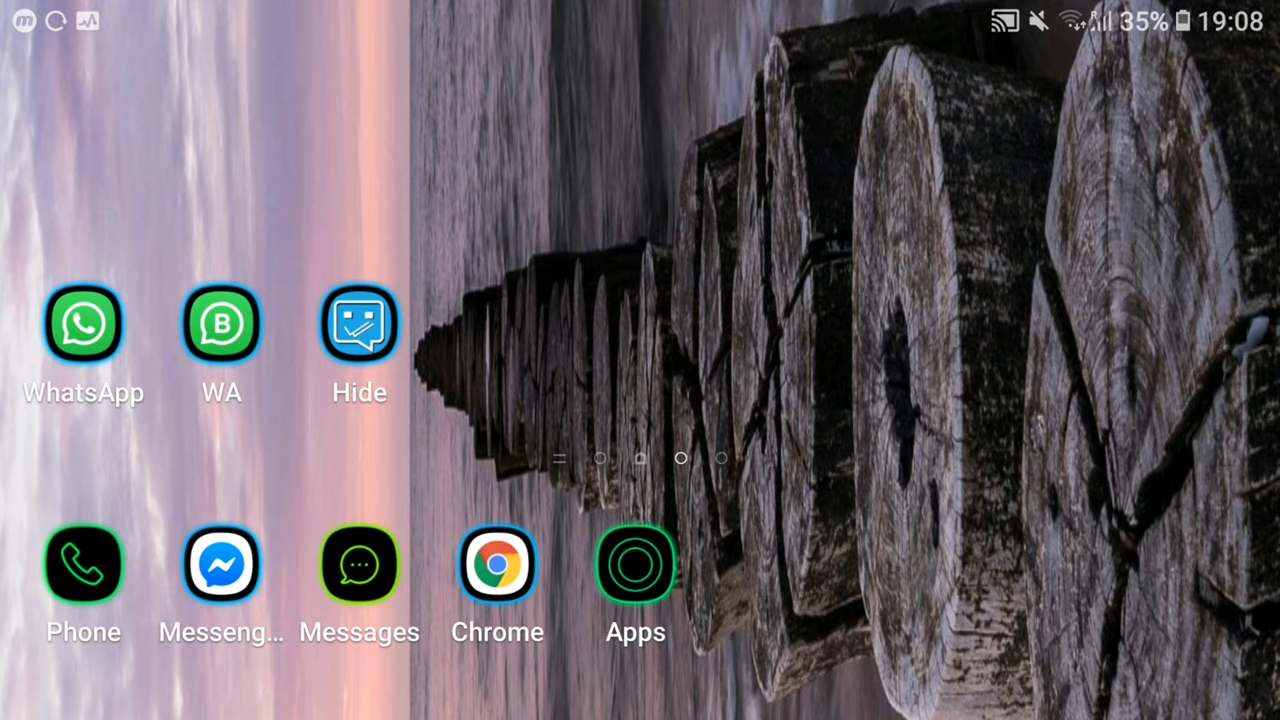 m
R 35% 19:08
WhatsApp
B
WA
Hide
Phone
Messeng...
Messages
Chrome
Apps